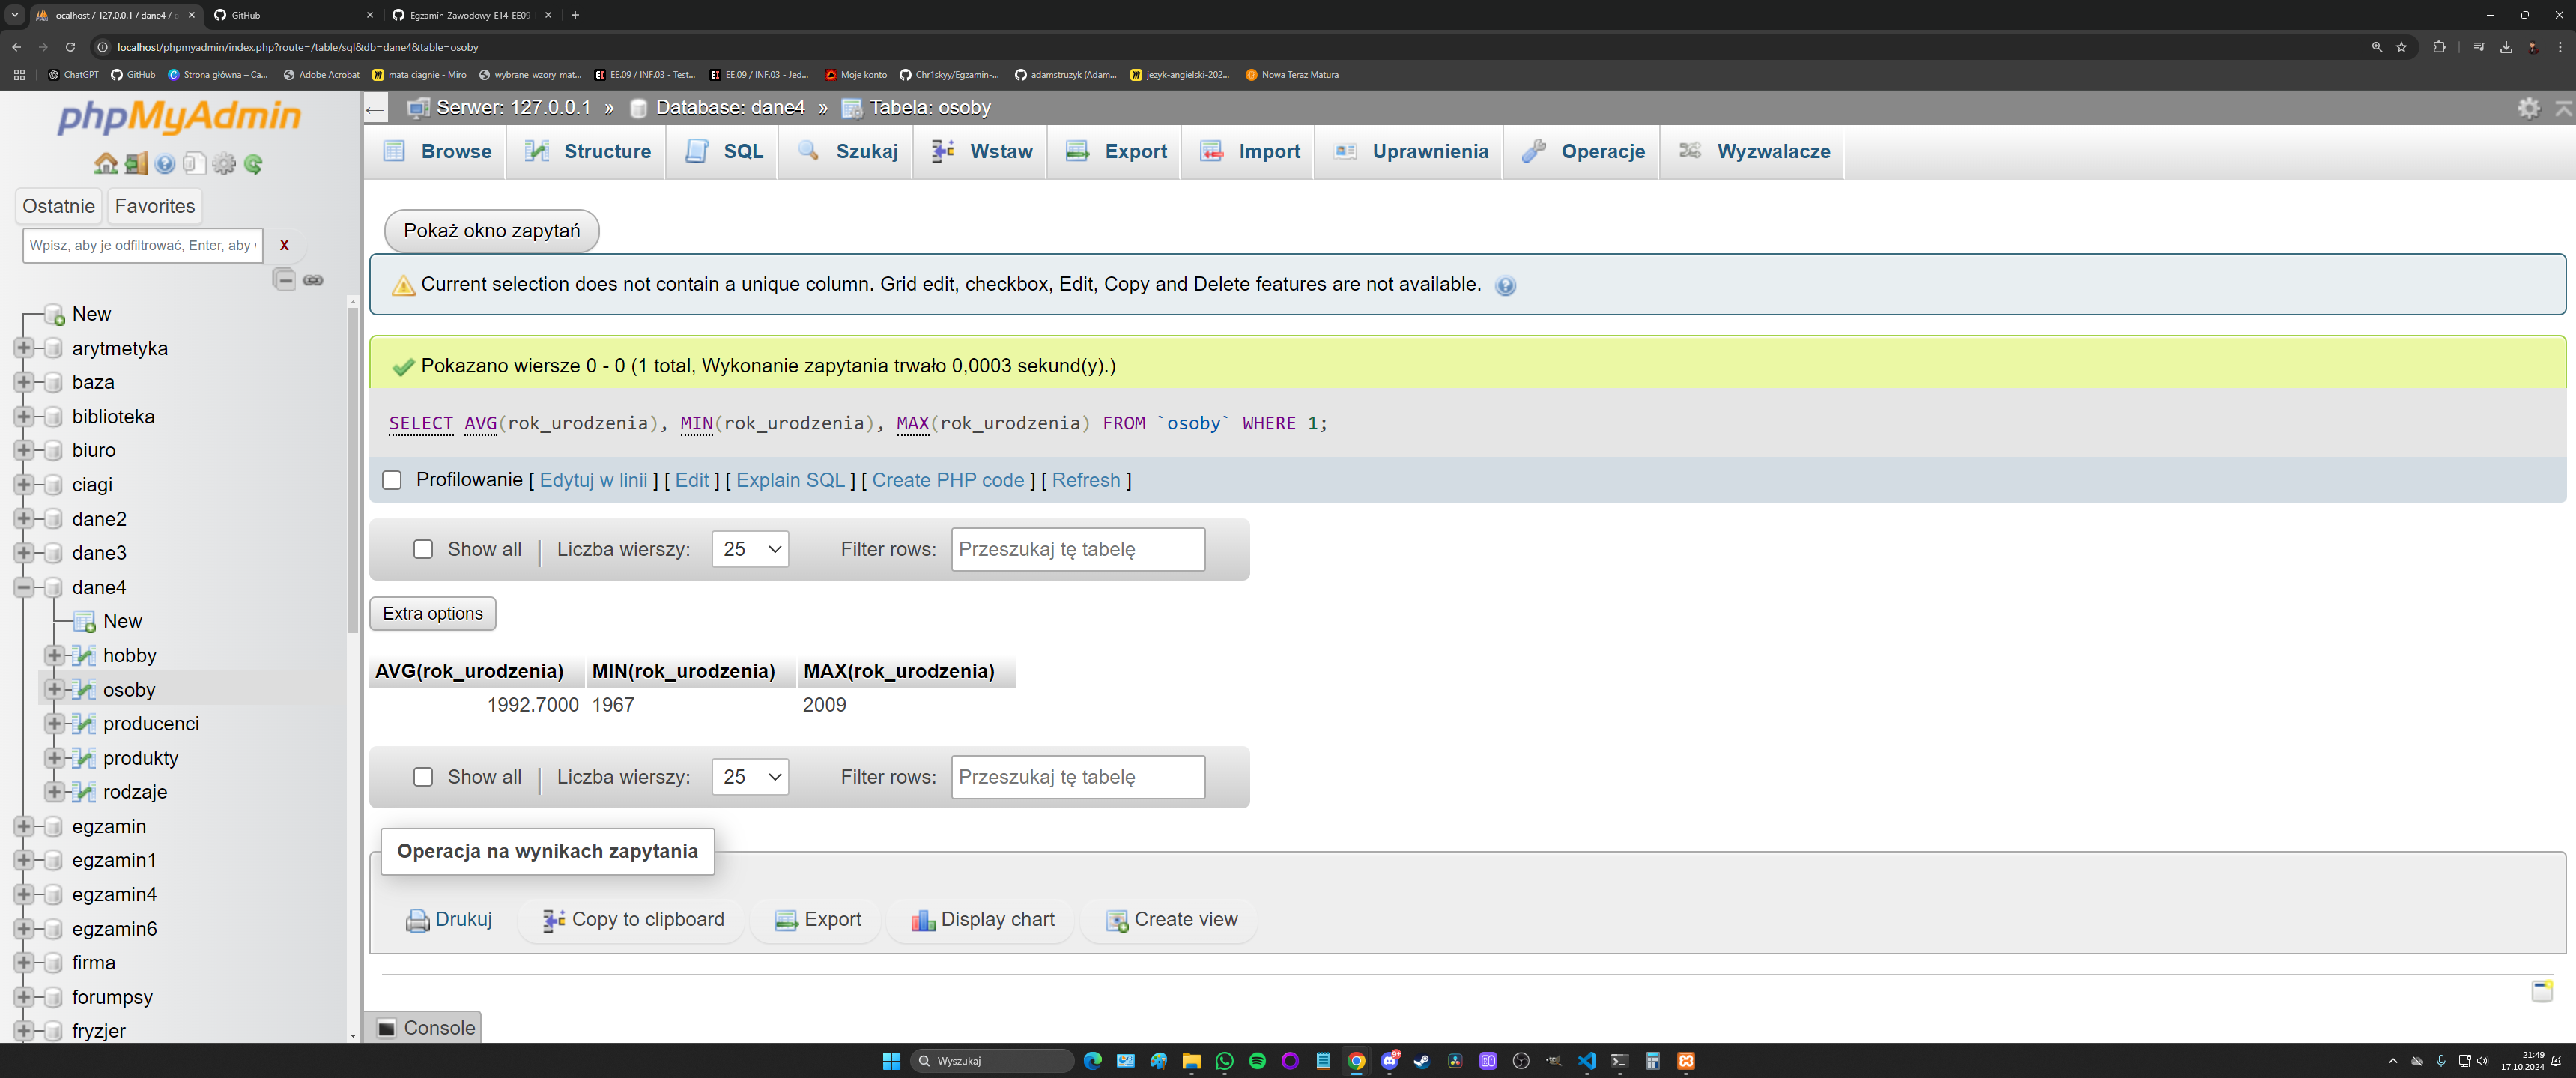 localhost / 127.0.0.1 / dane4 / o
GitHub
Egzamin-Zawodowy-E14-EE09-
localhost/phpmyadmin/index.php?route=/table/sql&db=dane4&table=osoby
ChatGPT
GitHub
Strona główna – Ca...
Adobe Acrobat
mata ciagnie - Miro
wybrane_wzory_mat...
EE.09 / INF.03 - Test...
EE.09 / INF.03 - Jed...
Moje konto
Chr1skyy/Egzamin-...
adamstruzyk (Adam...
jezyk-angielski-202...
Nowa Teraz Matura
phpMyAdmin
Ostatnie
Favorites
Wpisz, aby je odfiltrować, Enter, aby
X
New
arytmetyka
baza
biblioteka
biuro
ciagi
dane2
dane3
dane4
New
hobby
osoby
producenci
produkty
rodzaje
egzamin
egzamin1
egzamin4
egzamin6
firma
forumpsy
fryzjer
Serwer: 127.0.0.1 » Database: dane4 » Tabela: osoby
Browse
Structure
SQL
Szukaj
Wstaw
Export
Import
Uprawnienia
Operacje
Wyzwalacze
Pokaż okno zapytań
Current selection does not contain a unique column. Grid edit, checkbox, Edit, Copy and Delete features are not available.
Pokazano wiersze 0 - 0 (1 total, Wykonanie zapytania trwało 0,0003 sekund(y).)
SELECT AVG(rok_urodzenia), MIN(rok_urodzenia), MAX(rok_urodzenia) FROM `osoby` WHERE 1;
Profilowanie [ Edytuj w linii ] [ Edit ] [ Explain SQL ] [ Create PHP code ] [ Refresh ]
Show all | Liczba wierszy: 25 Filter rows: Przeszukaj tę tabelę
Extra options
AVG(rok_urodzenia) MIN(rok_urodzenia) MAX(rok_urodzenia)
1992.7000 1967 2009
Show all | Liczba wierszy: 25 Filter rows: Przeszukaj tę tabelę
Operacja na wynikach zapytania
Drukuj
Copy to clipboard
Export
Display chart
Create view
Console
Wyszukaj
9+
21:49
17.10.2024